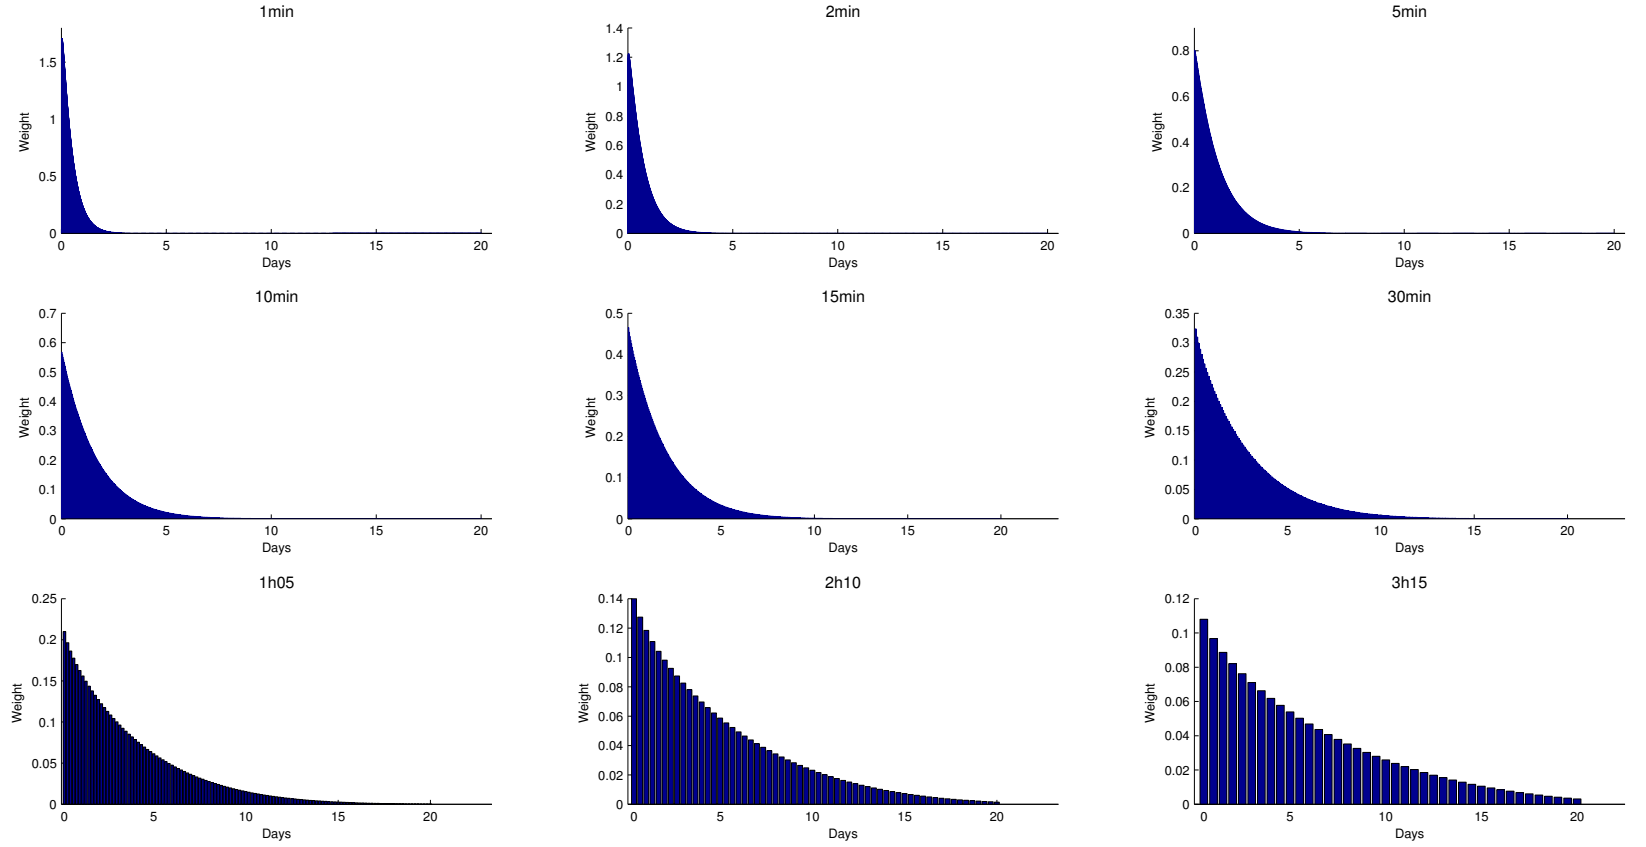 1min
Weight
1.5
1
0.5
0
0 5 10 15 20
Days
2min
Weight
1.4
1.2
1
0.8
0.6
0.4
0.2
0
0 5 10 15 20
Days
5min
Weight
0.8
0.6
0.4
0.2
0
0 5 10 15 20
Days
10min
Weight
0.7
0.6
0.5
0.4
0.3
0.2
0.1
0
0 5 10 15 20
Days
15min
Weight
0.5
0.4
0.3
0.2
0.1
0
0 5 10 15 20
Days
30min
Weight
0.35
0.3
0.25
0.2
0.15
0.1
0.05
0
0 5 10 15 20
Days
1h05
Weight
0.25
0.2
0.15
0.1
0.05
0
0 5 10 15 20
Days
2h10
Weight
0.14
0.12
0.1
0.08
0.06
0.04
0.02
0
0 5 10 15 20
Days
3h15
Weight
0.12
0.1
0.08
0.06
0.04
0.02
0
0 5 10 15 20
Days